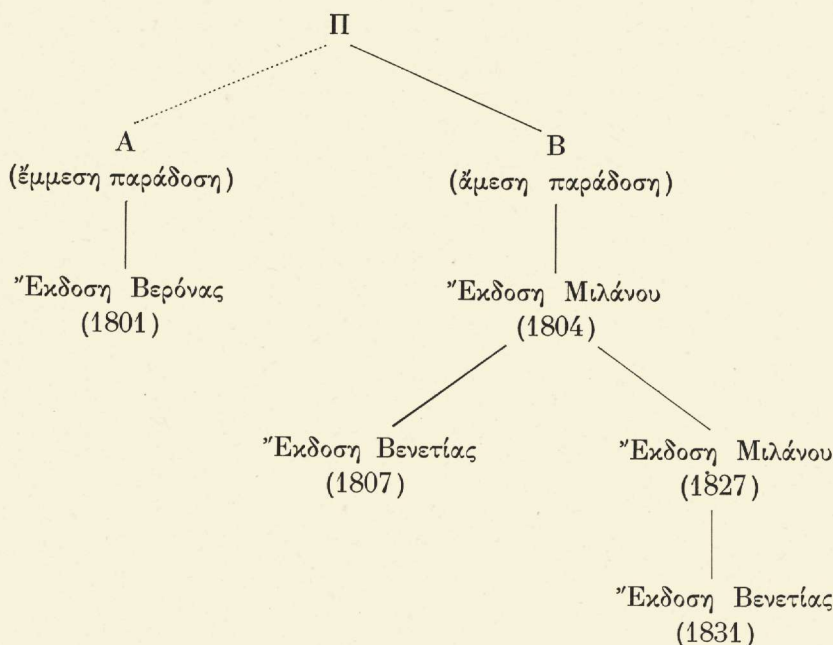 Π
Α
Β
(ἔμμεση παράδοση)
(ἄμεση παράδοση)
Ἔκδοση Βερόνας
(1801)
Ἔκδοση Μιλάνου
(1804)
Ἔκδοση Βενετίας
(1807)
Ἔκδοση Μιλάνου
(1827)
Ἔκδοση Βενετίας
(1831)